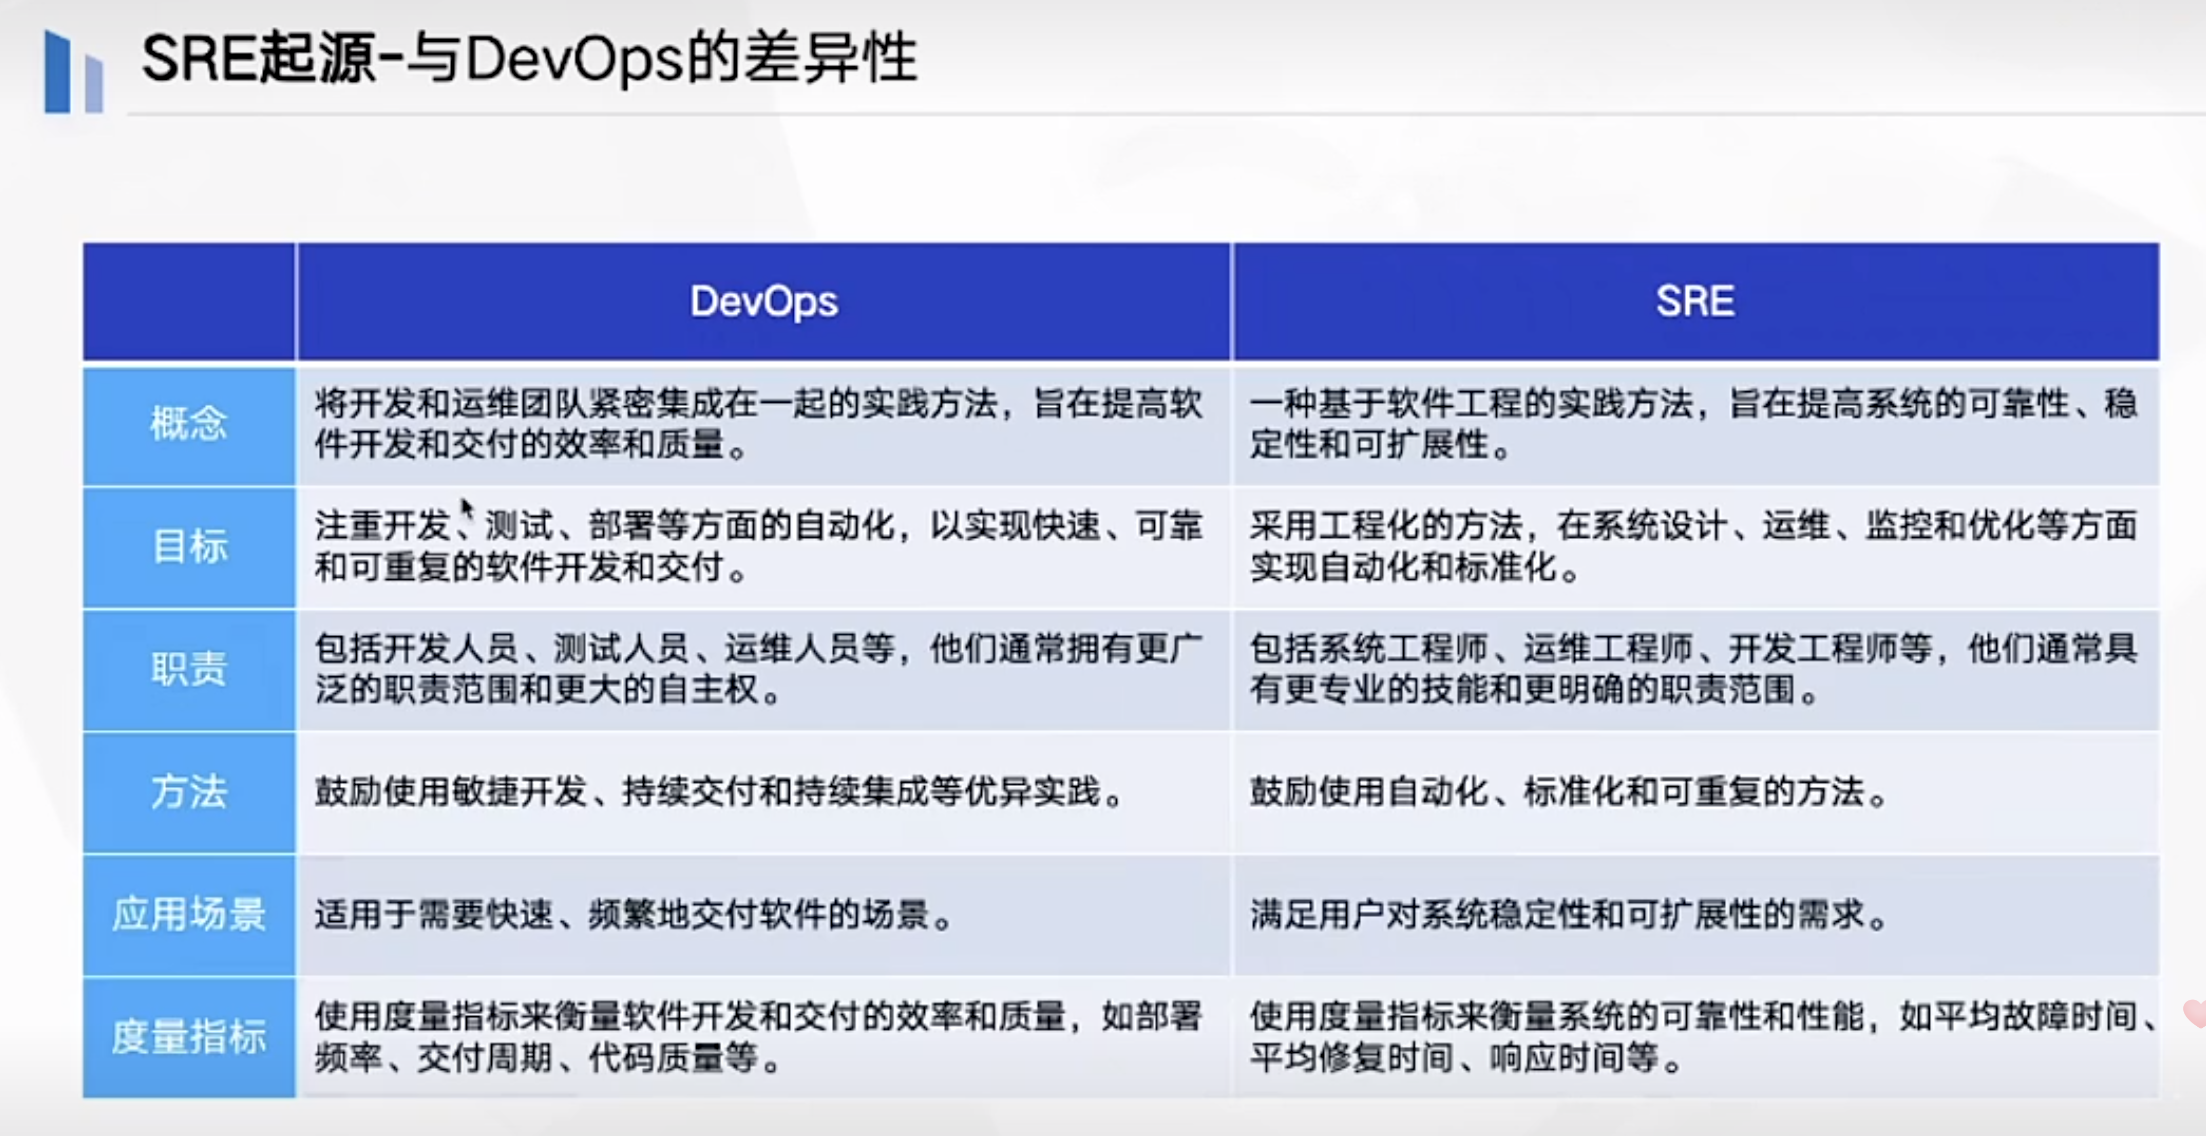 SRE起源-与DevOps的差异性
DevOps
SRE
概念
将开发和运维团队紧密集成在一起的实践方法，旨在提高软
件开发和交付的效率和质量。
一种基于软件工程的实践方法，旨在提高系统的可靠性、稳
定性和可扩展性。
目标
注重开发、测试、部署等方面的自动化，以实现快速、可靠
和可重复的软件开发和交付。
采用工程化的方法，在系统设计、运维、监控和优化等方面
实现自动化和标准化。
职责
包括开发人员、测试人员、运维人员等，他们通常拥有更广
泛的职责范围和更大的自主权。
包括系统工程师、运维工程师、开发工程师等，他们通常具
有更专业的技能和更明确的职责范围。
方法
鼓励使用敏捷开发、持续交付和持续集成等优异实践。
鼓励使用自动化、标准化和可重复的方法。
应用场景
适用于需要快速、频繁地交付软件的场景。
满足用户对系统稳定性和可扩展性的需求。
度量指标
使用度量指标来衡量软件开发和交付的效率和质量，如部署
频率、交付周期、代码质量等。
使用度量指标来衡量系统的可靠性和性能，如平均故障时间、
平均修复时间、响应时间等。